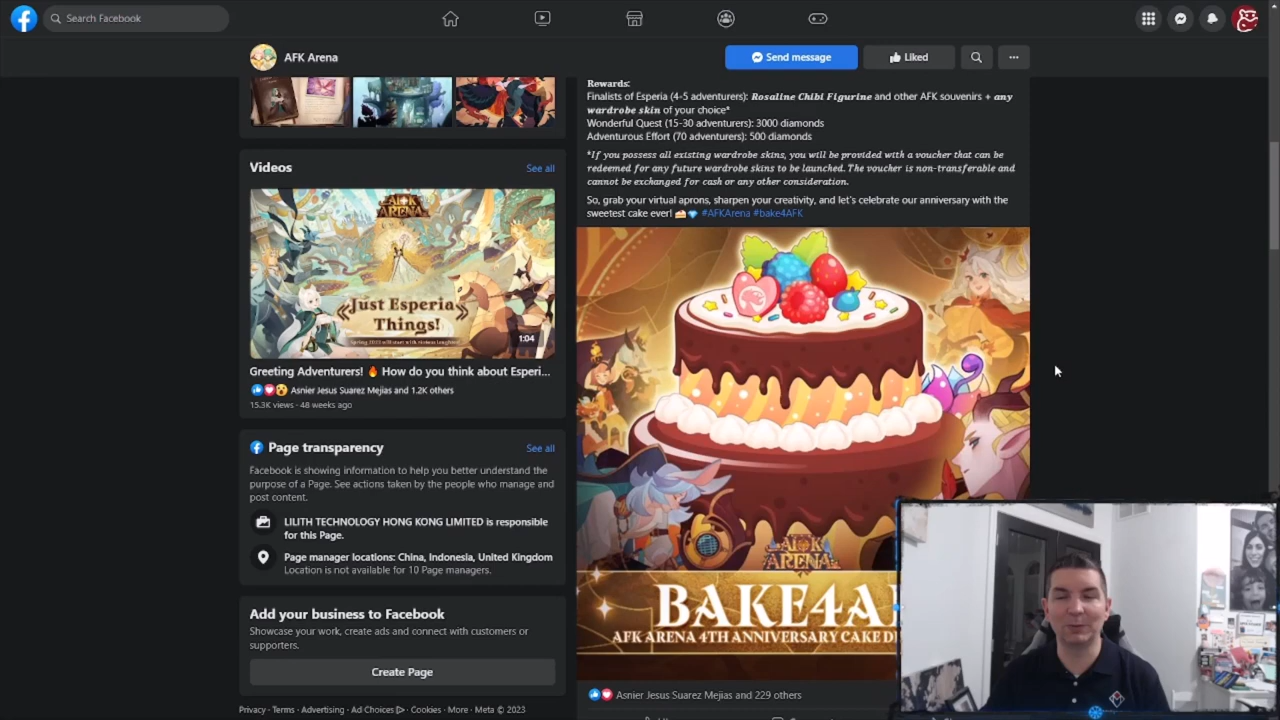 Search Facebook
AFK Arena
Send message
Liked
Rewards:
Finalists of Esperia (4-5 adventurers): Rosaline Chibi Figurine and other AFK souvenirs + any
wardrobe skin of your choice*
Wonderful Quest (15-30 adventurers): 3000 diamonds
Adventurous Effort (70 adventurers): 500 diamonds
*If you possess all existing wardrobe skins, you will be provided with a voucher that can be
redeemed for any future wardrobe skins to be launched. The voucher is non-transferable and
cannot be exchanged for cash or any other consideration.
So, grab your virtual aprons, sharpen your creativity, and let's celebrate our anniversary with the
sweetest cake ever! 🍰💎 #AFKArena #bake4AFK
Videos
See all
AFK
ARENA
Just Esperia
Things!
1:04
Greeting Adventurers! 🔥 How do you think about Esperi...
Asnier Jesus Suarez Mejias and 1.2K others
15.3K views · 48 weeks ago
Page transparency
See all
Facebook is showing information to help you better understand the
purpose of a Page. See actions taken by the people who manage and
post content.
LILITH TECHNOLOGY HONG KONG LIMITED is responsible
for this Page.
Page manager locations: China, Indonesia, United Kingdom
Location is not available for 10 Page managers.
Add your business to Facebook
Showcase your work, create ads and connect with customers or
supporters.
Create Page
Privacy · Terms · Advertising · Ad Choices · Cookies · More · Meta © 2023
AFK
ARENA
BAKE4A
AFK ARENA 4TH ANNIVERSARY CAKE D
Asnier Jesus Suarez Mejias and 229 others